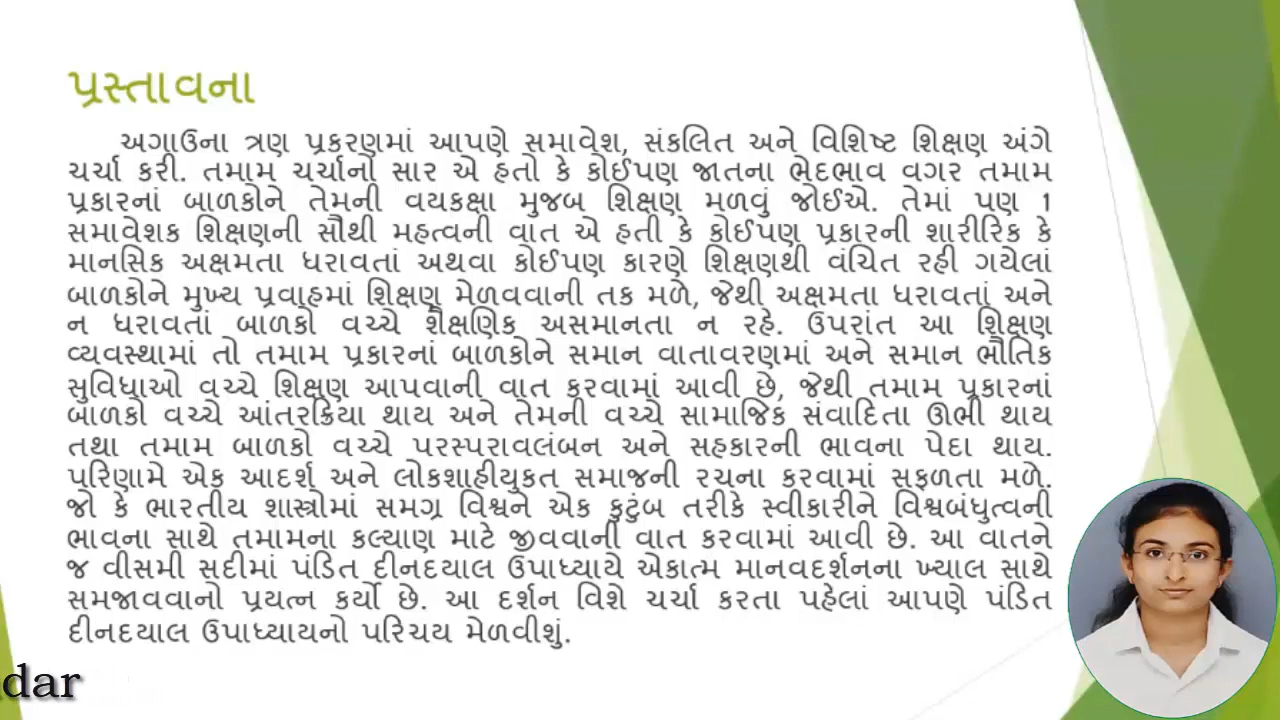 પ્રસ્તાવના
અગાઉના ત્રણ પ્રકરણમાં આપણે સમાવેશ, સંકલિત અને વિશિષ્ટ શિક્ષણ અંગે
ચર્ચા કરી. તમામ ચર્ચાનો સાર એ હતો કે કોઈપણ જાતના ભેદભાવ વગર તમામ
પ્રકારનાં બાળકોને તેમની વયકક્ષા મુજબ શિક્ષણ મળવું જોઈએ. તેમાં પણ 1
સમાવેશક શિક્ષણની સૌથી મહત્વની વાત એ હતી કે કોઈપણ પ્રકારની શારીરિક કે
માનસિક અક્ષમતા ધરાવતાં અથવા કોઈપણ કારણે શિક્ષણથી વંચિત રહી ગયેલાં
બાળકોને મુખ્ય પ્રવાહમાં શિક્ષણ મેળવવાની તક મળે, જેથી અક્ષમતા ધરાવતાં અને
ન ધરાવતાં બાળકો વચ્ચે શૈક્ષણિક અસમાનતા ન રહે. ઉપરાંત આ શિક્ષણ
વ્યવસ્થામાં તો તમામ પ્રકારનાં બાળકોને સમાન વાતાવરણમાં અને સમાન ભૌતિક
સુવિધાઓ વચ્ચે શિક્ષણ આપવાની વાત કરવામાં આવી છે, જેથી તમામ પ્રકારનાં
બાળકો વચ્ચે આંતરક્રિયા થાય અને તેમની વચ્ચે સામાજિક સંવાદિતા ઊભી થાય
તથા તમામ બાળકો વચ્ચે પરસ્પરાવલંબન અને સહકારની ભાવના પેદા થાય.
પરિણામે એક આદર્શ અને લોકશાહીયુકત સમાજની રચના કરવામાં સફળતા મળે.
જો કે ભારતીય શાસ્ત્રોમાં સમગ્ર વિશ્વને એક કુટુંબ તરીકે સ્વીકારીને વિશ્વબંધુત્વની
ભાવના સાથે તમામના કલ્યાણ માટે જીવવાની વાત કરવામાં આવી છે. આ વાતને
જ વીસમી સદીમાં પંડિત દીનદયાલ ઉપાધ્યાયે એકાત્મ માનવદર્શનના ખ્યાલ સાથે
સમજાવવાનો પ્રયત્ન કર્યો છે. આ દર્શન વિશે ચર્ચા કરતા પહેલાં આપણે પંડિત
દીનદયાલ ઉપાધ્યાયનો પરિચય મેળવીશું.
dar